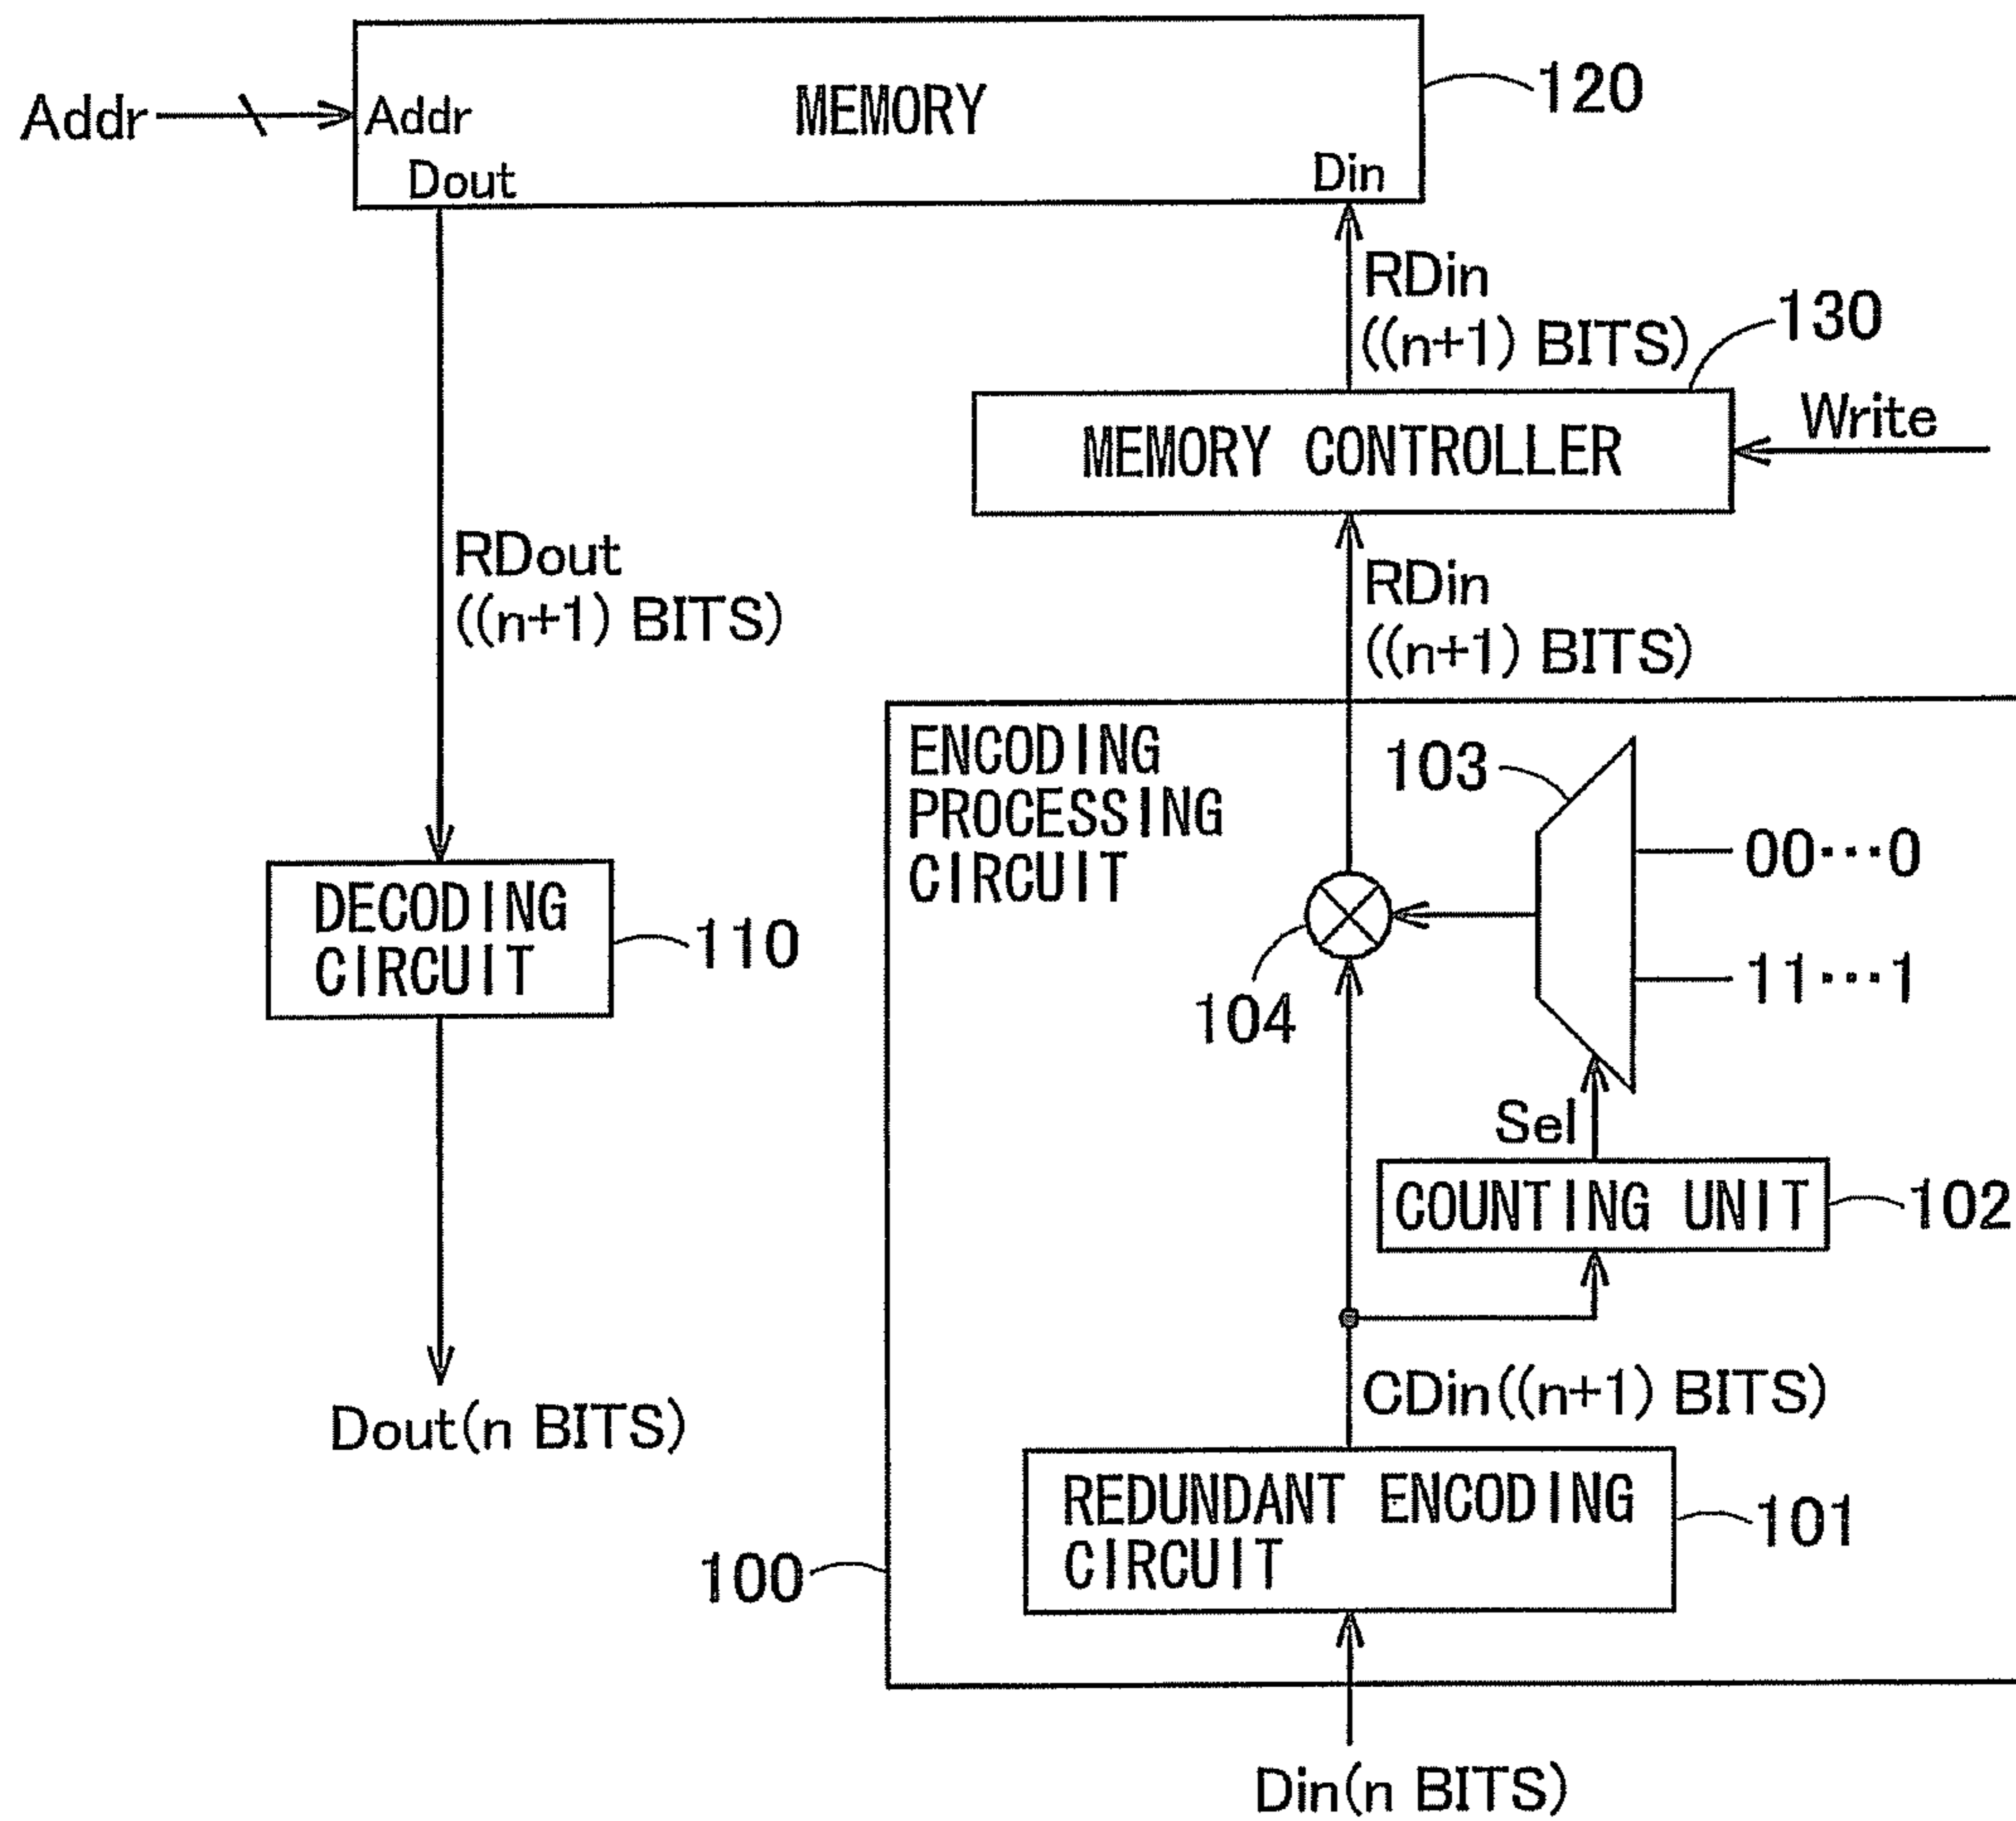 MEMORY
120
Addr
Addr
Dout
Din
RDin
((n+1) BITS)
130
Write
MEMORY CONTROLLER
RDout
((n+1) BITS)
RDin
((n+1) BITS)
ENCODING
PROCESSING
CIRCUIT
103
00···0
11···1
104
DECODING
CIRCUIT
110
Sel
COUNTING UNIT
102
CDin((n+1) BITS)
Dout(n BITS)
REDUNDANT ENCODING
CIRCUIT
101
100
Din(n BITS)